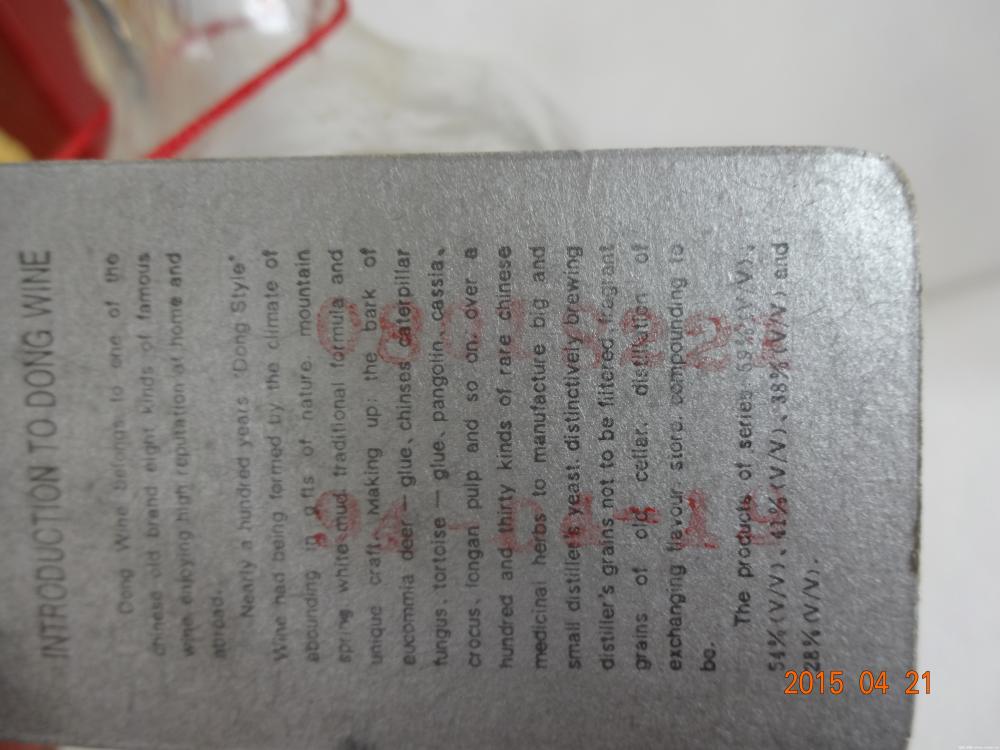 INTRODUCTION TO DONG WINE
Dong Wine belongs to one of the
chinese old brand eight kinds of famous
wine enjoying high reputation at home and
abroad.
Nearly a hundred years "Dong Style"
Wine had being formed by the climate of
abounding in gfts of nature. mountain
spring white mud, traditional formula and
unique craft. Making up: the bark of
eucommia deer—glue、chinses caterpillar
fungus、tortoise—glue、pangolin、cassia、
crocus、longan pulp and so on. over a
hundred and thirty kinds of rare chinese
medicinal herbs to manufacture big and
small distiller's yeast. distinctively brewing
distiller's grains not to be filtered, fragrant
grains of old cellar. distillation of
exchanging flavour. store. compounding to
be.
The products of series: 59%(V/V)、
54%(V/V)、41%(V/V)、38%(V/V) and
28%(V/V).
2015 04 21